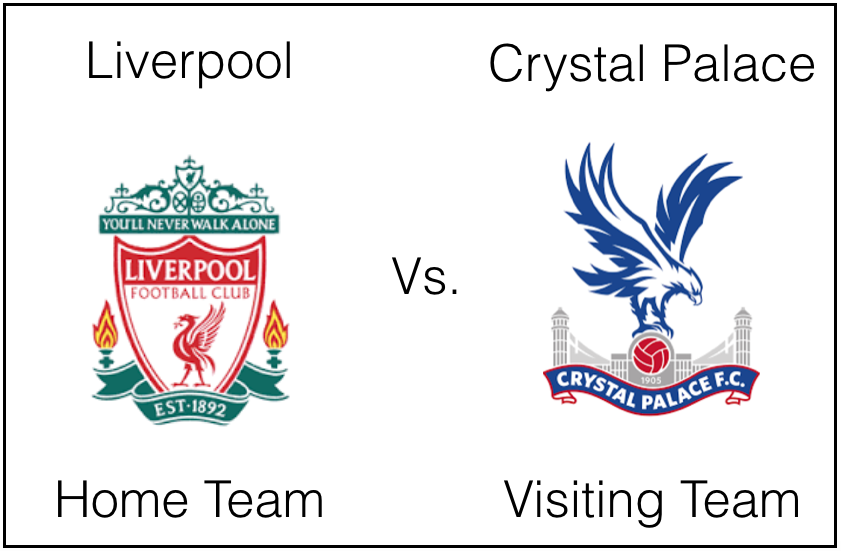 Liverpool
Crystal Palace
YOU'LL NEVER WALK ALONE
LIVERPOOL
FOOTBALL CLUB
EST·1892
Vs.
1905
CRYSTAL PALACE F.C.
Home Team
Visiting Team